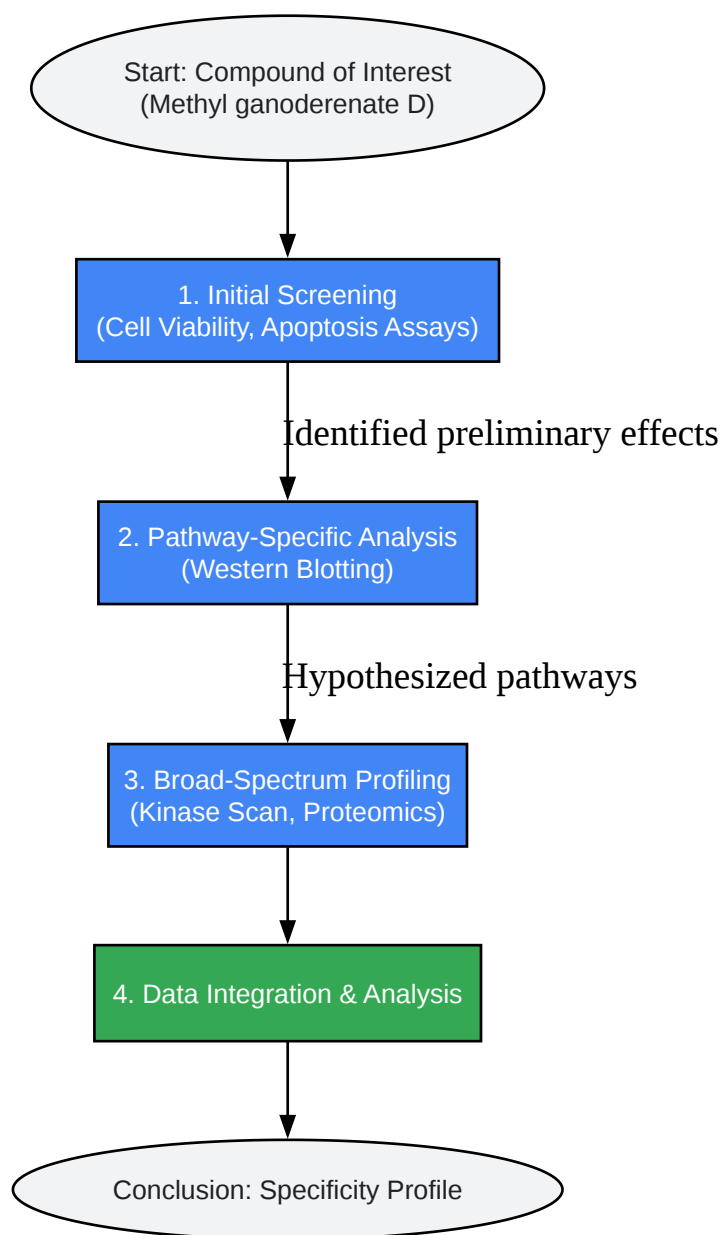 Start: Compound of Interest
(Methyl ganoderenate D)
1. Initial Screening
(Cell Viability, Apoptosis Assays)
Identified preliminary effects
2. Pathway-Specific Analysis
(Western Blotting)
Hypothesized pathways
3. Broad-Spectrum Profiling
(Kinase Scan, Proteomics)
4. Data Integration & Analysis
Conclusion: Specificity Profile